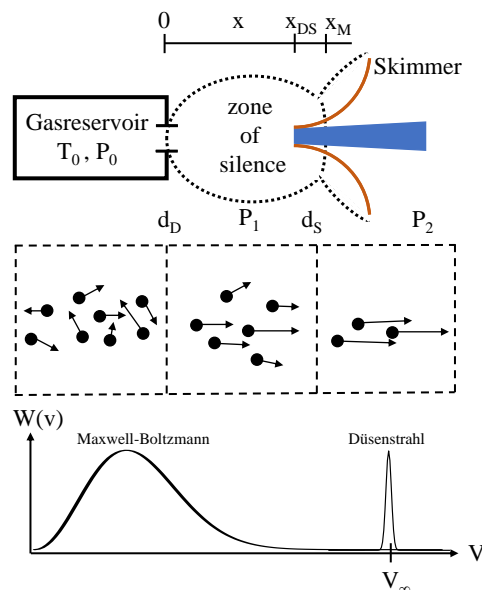 0 x x_DS x_M
Skimmer
zone
of
silence
Gasreservoir
T_0 , P_0
d_D P_1 d_S P_2
W(v)
Maxwell-Boltzmann Düsenstrahl
V
V_∞